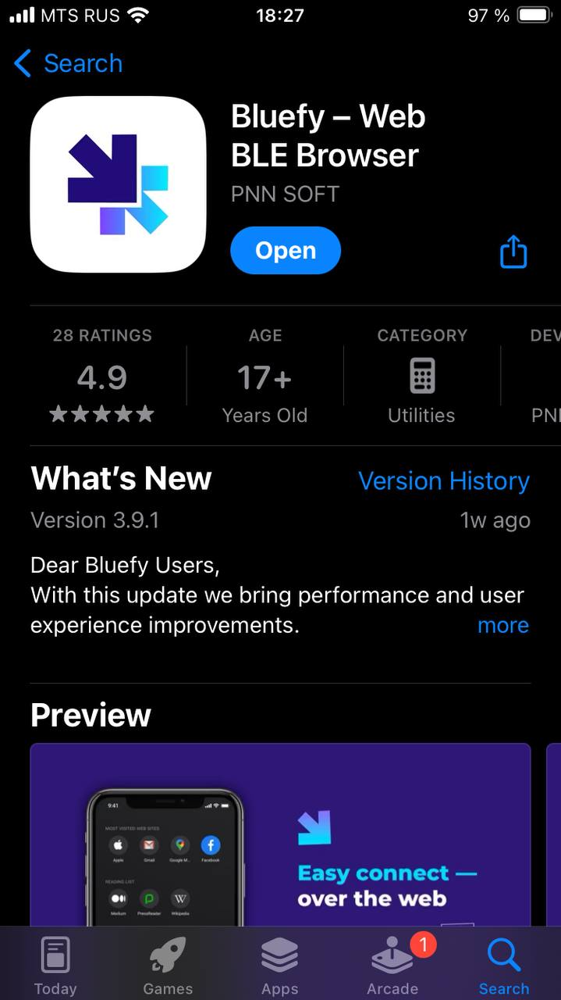 MTS RUS 18:27 97 %
Search
Bluefy – Web
BLE Browser
PNN SOFT
Open
28 RATINGS AGE CATEGORY DEV
4.9 17+
Years Old Utilities PNN
What's New Version History
Version 3.9.1 1w ago
Dear Bluefy Users,
With this update we bring performance and user
experience improvements. more
Preview
9:41
MOST VISITED WEB SITES
Apple Gmail Google M... Facebook
READING LIST
Medium PressReader Wikipedia
W
Easy connect —
over the web
1
Today Games Apps Arcade Search